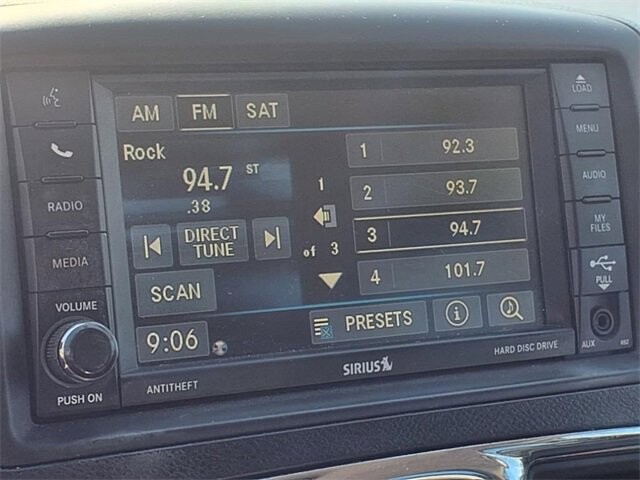 AM FM SAT
Rock
94.7 ST
.38
DIRECT
TUNE
SCAN
9:06
1
of 3
1 92.3
2 93.7
3 94.7
4 101.7
PRESETS
RADIO
MEDIA
VOLUME
PUSH ON
ANTITHEFT
SIRIUS
HARD DISC DRIVE
LOAD
MENU
AUDIO
MY
FILES
PULL
AUX